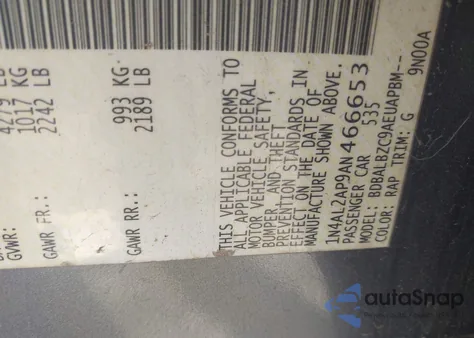 GVWR:
4279 LB
GAWR FR:
1017 KG
2242 LB
GAWR RR:
993 KG
2189 LB
THIS VEHICLE CONFORMS TO
ALL APPLICABLE FEDERAL
MOTOR VEHICLE SAFETY,
BUMPER, AND THEFT
PREVENTION STANDARDS IN
EFFECT ON THE DATE OF
MANUFACTURE SHOWN ABOVE.
1N4AL2AP9AN466653
PASSENGER CAR 535
MODEL: BDBALBZC9AEUAPBM--
COLOR: RAP TRIM: G 9N00A
autaSnap